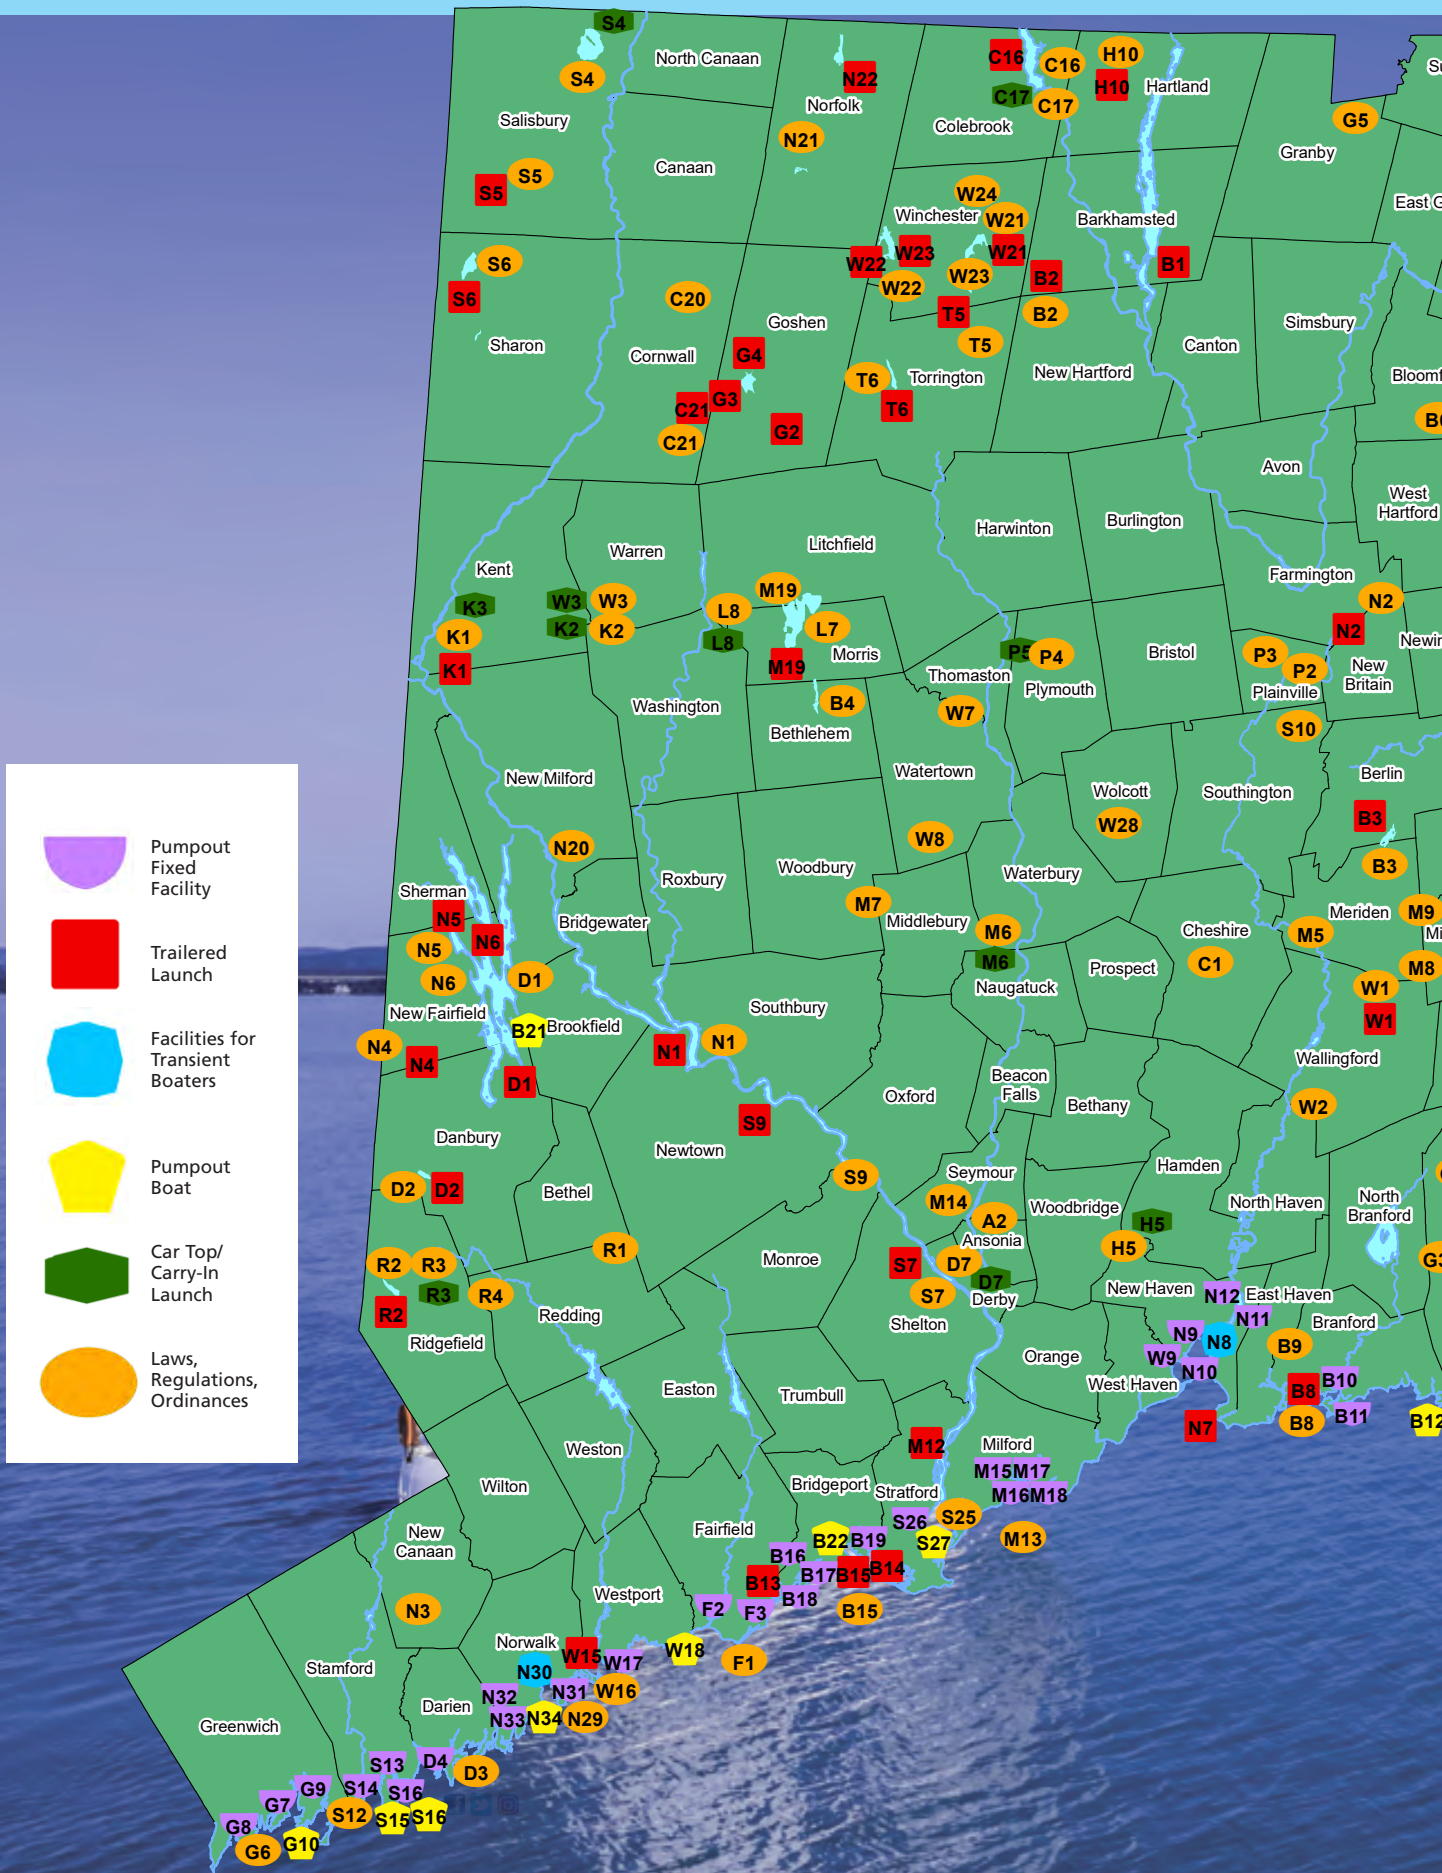 S4
North Canaan
S4
N22
Norfolk
C16
C16
H10
H10
Hartland
C17
C17
Colebrook
Salisbury
N21
G5
Granby
Canaan
S5
S5
W24
Winchester
W21
Barkhamsted
East G
S6
S6
W22
W23
W21
W23
W22
B2
B1
C20
Goshen
T5
B2
Simsbury
Sharon
Cornwall
G4
T5
Canton
T6
Torrington
New Hartford
Bloomf
G3
C21
T6
G2
C21
Avon
West
Hartford
Burlington
Harwinton
Litchfield
Warren
Kent
Farmington
K3
W3
W3
M19
L8
N2
K1
K2
K2
L8
L7
N2
Newin
K1
M19
Morris
P5
P4
Bristol
P3
P2
New
Britain
Thomaston
Plymouth
Plainville
Washington
B4
W7
Bethlehem
S10
New Milford
Watertown
Wolcott
Southington
Berlin
W28
B3
N20
W8
B3
Pumpout
Fixed
Facility
Trailered
Launch
Facilities for
Transient
Boaters
Pumpout
Boat
Car Top/
Carry-In
Launch
Laws,
Regulations,
Ordinances
Sherman
Roxbury
Woodbury
Waterbury
N5
M7
Middlebury
Meriden
M9
Bridgewater
N6
M6
Cheshire
M5
Mi
N5
M6
Prospect
C1
M8
N6
D1
Naugatuck
W1
New Fairfield
Southbury
W1
B21
Brookfield
N4
N1
N1
Wallingford
N4
D1
Beacon
Falls
Oxford
Bethany
W2
S9
Danbury
Newtown
Hamden
S9
Seymour
D2
D2
Bethel
M14
Woodbridge
North Haven
North
Branford
A2
Ansonia
H5
R1
H5
R2
R3
Monroe
S7
D7
D7
R3
R4
S7
Derby
New Haven
N12
East Haven
R2
Redding
Shelton
N11
Branford
Ridgefield
N9
N8
B9
W9
Orange
N10
West Haven
Easton
Trumbull
B8
B10
B11
B12
N7
B8
Weston
M12
Milford
M15
M17
Wilton
Bridgeport
Stratford
M16
M18
New
Canaan
Fairfield
S26
S25
B22
B19
S27
M13
B16
B17
B15
B14
B13
Westport
B18
N3
F2
F3
B15
Norwalk
W15
W18
F1
Stamford
N30
W17
N32
N31
W16
Darien
N33
N34
N29
Greenwich
S13
D4
D3
G9
S14
S16
G7
S12
S15
S16
G8
G6
G10